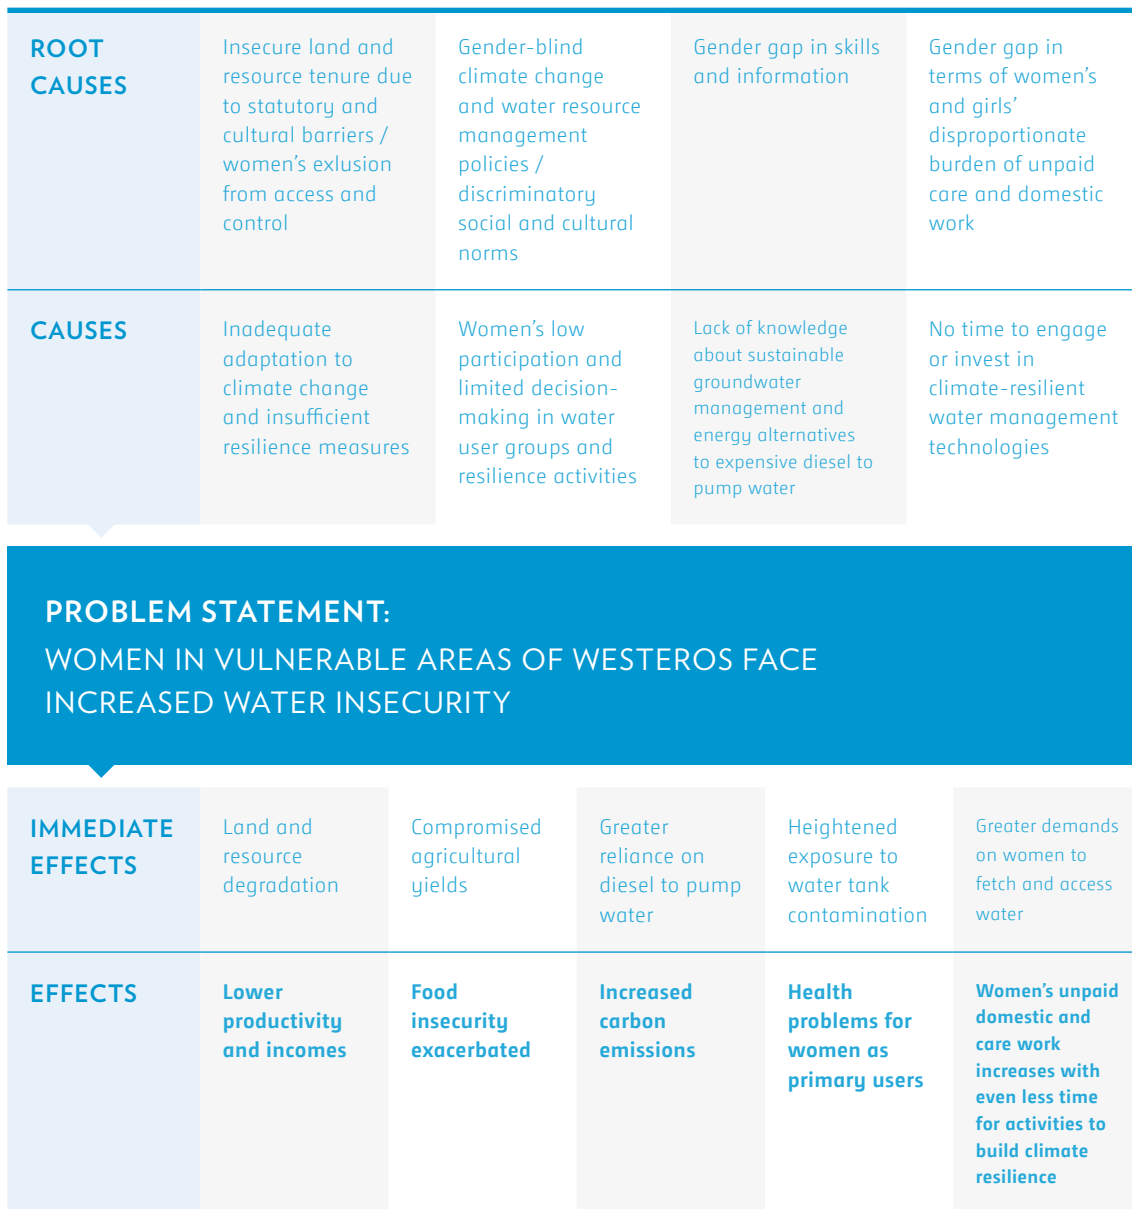 ROOT
CAUSES
Insecure land and
resource tenure due
to statutory and
cultural barriers /
women's exlusion
from access and
control
Gender-blind
climate change
and water resource
management
policies /
discriminatory
social and cultural
norms
Gender gap in skills
and information
Gender gap in
terms of women's
and girls'
disproportionate
burden of unpaid
care and domestic
work
CAUSES
Inadequate
adaptation to
climate change
and insufficient
resilience measures
Women's low
participation and
limited decision-
making in water
user groups and
resilience activities
Lack of knowledge
about sustainable
groundwater
management and
energy alternatives
to expensive diesel to
pump water
No time to engage
or invest in
climate-resilient
water management
technologies
PROBLEM STATEMENT:
WOMEN IN VULNERABLE AREAS OF WESTEROS FACE
INCREASED WATER INSECURITY
IMMEDIATE
EFFECTS
Land and
resource
degradation
Compromised
agricultural
yields
Greater
reliance on
diesel to pump
water
Heightened
exposure to
water tank
contamination
Greater demands
on women to
fetch and access
water
EFFECTS
Lower
productivity
and incomes
Food
insecurity
exacerbated
Increased
carbon
emissions
Health
problems for
women as
primary users
Women's unpaid
domestic and
care work
increases with
even less time
for activities to
build climate
resilience